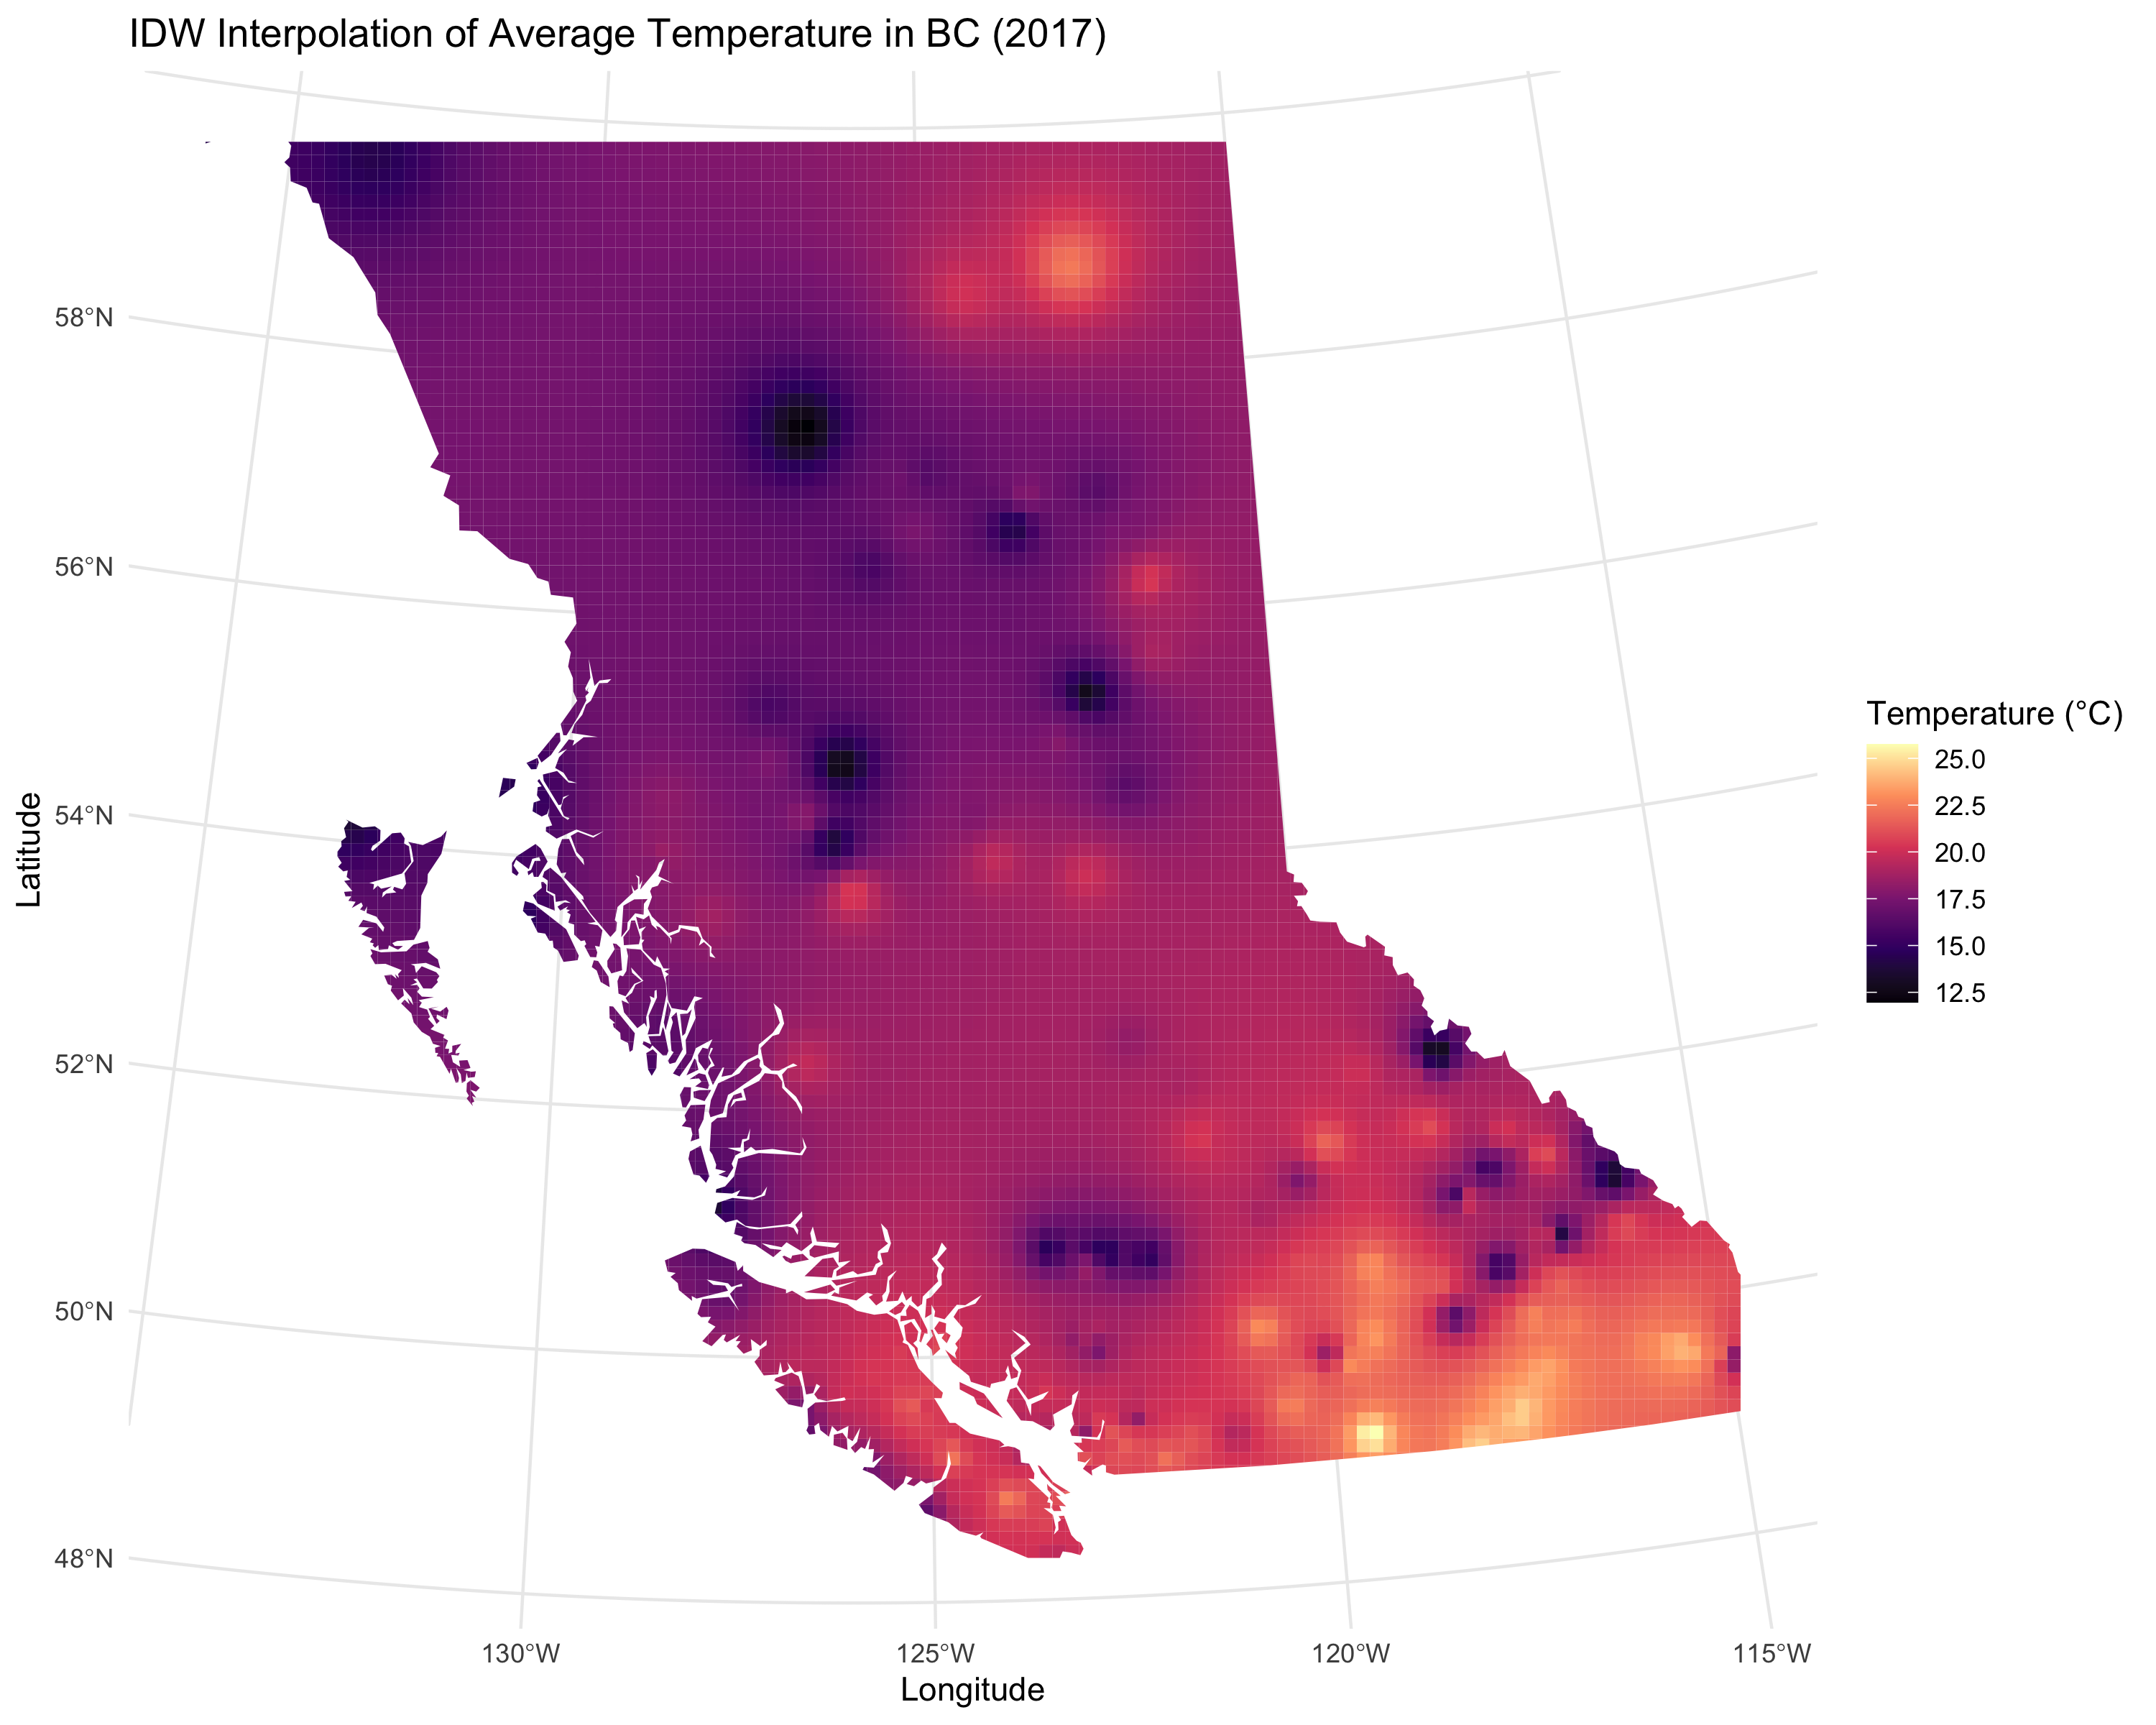 IDW Interpolation of Average Temperature in BC (2017)
58°N
56°N
54°N
52°N
50°N
48°N
Latitude
130°W
125°W
120°W
115°W
Longitude
Temperature (°C)
25.0
22.5
20.0
17.5
15.0
12.5